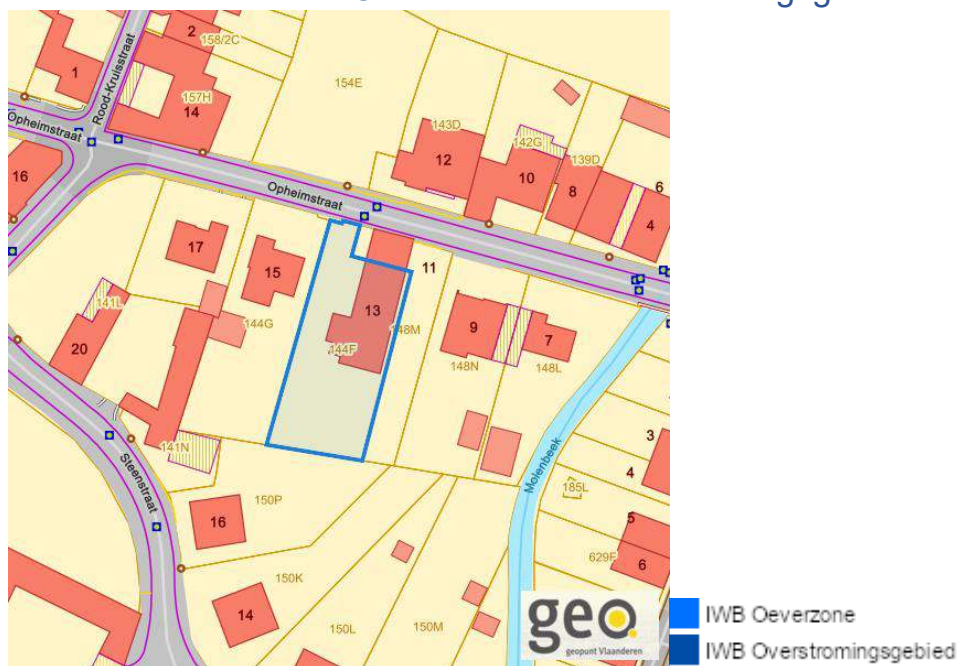 2
158/2C
1
Rood-Kruisstraat
154E
157H
14
Opheimstraat
143D
142G
139D
16
12
10
8
6
4
Opheimstraat
17
15
11
13
141L
144G
148M
9
7
20
144F
148N
148L
3
141N
Molenbeek
4
Steenstraat
185L
150P
16
5
629F
6
150K
14
150L
150M
geo
geopunt Vlaanderen
IWB Oeverzone
IWB Overstromingsgebied